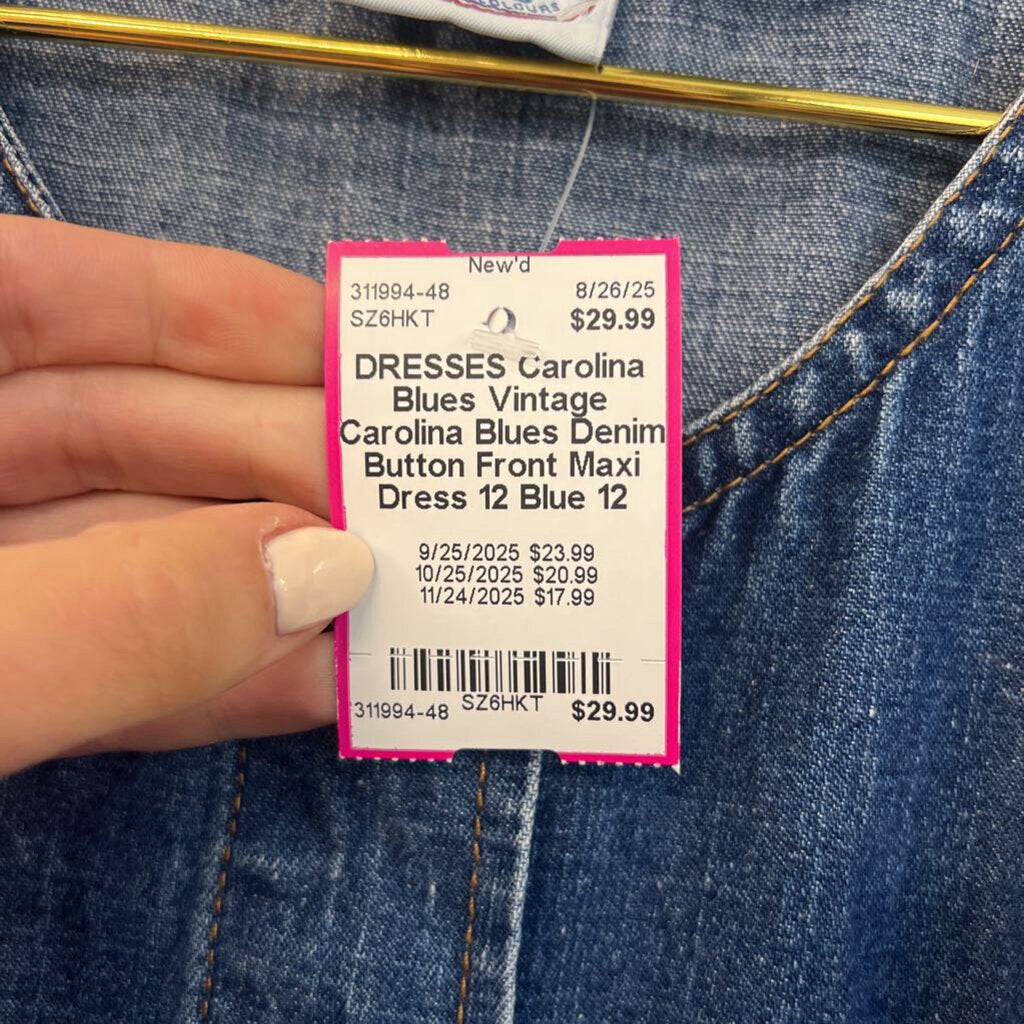 COLOURS
New'd
311994-48 8/26/25
SZ6HKT $29.99
DRESSES Carolina
Blues Vintage
Carolina Blues Denim
Button Front Maxi
Dress 12 Blue 12
9/25/2025 $23.99
10/25/2025 $20.99
11/24/2025 $17.99
311994-48 SZ6HKT $29.99